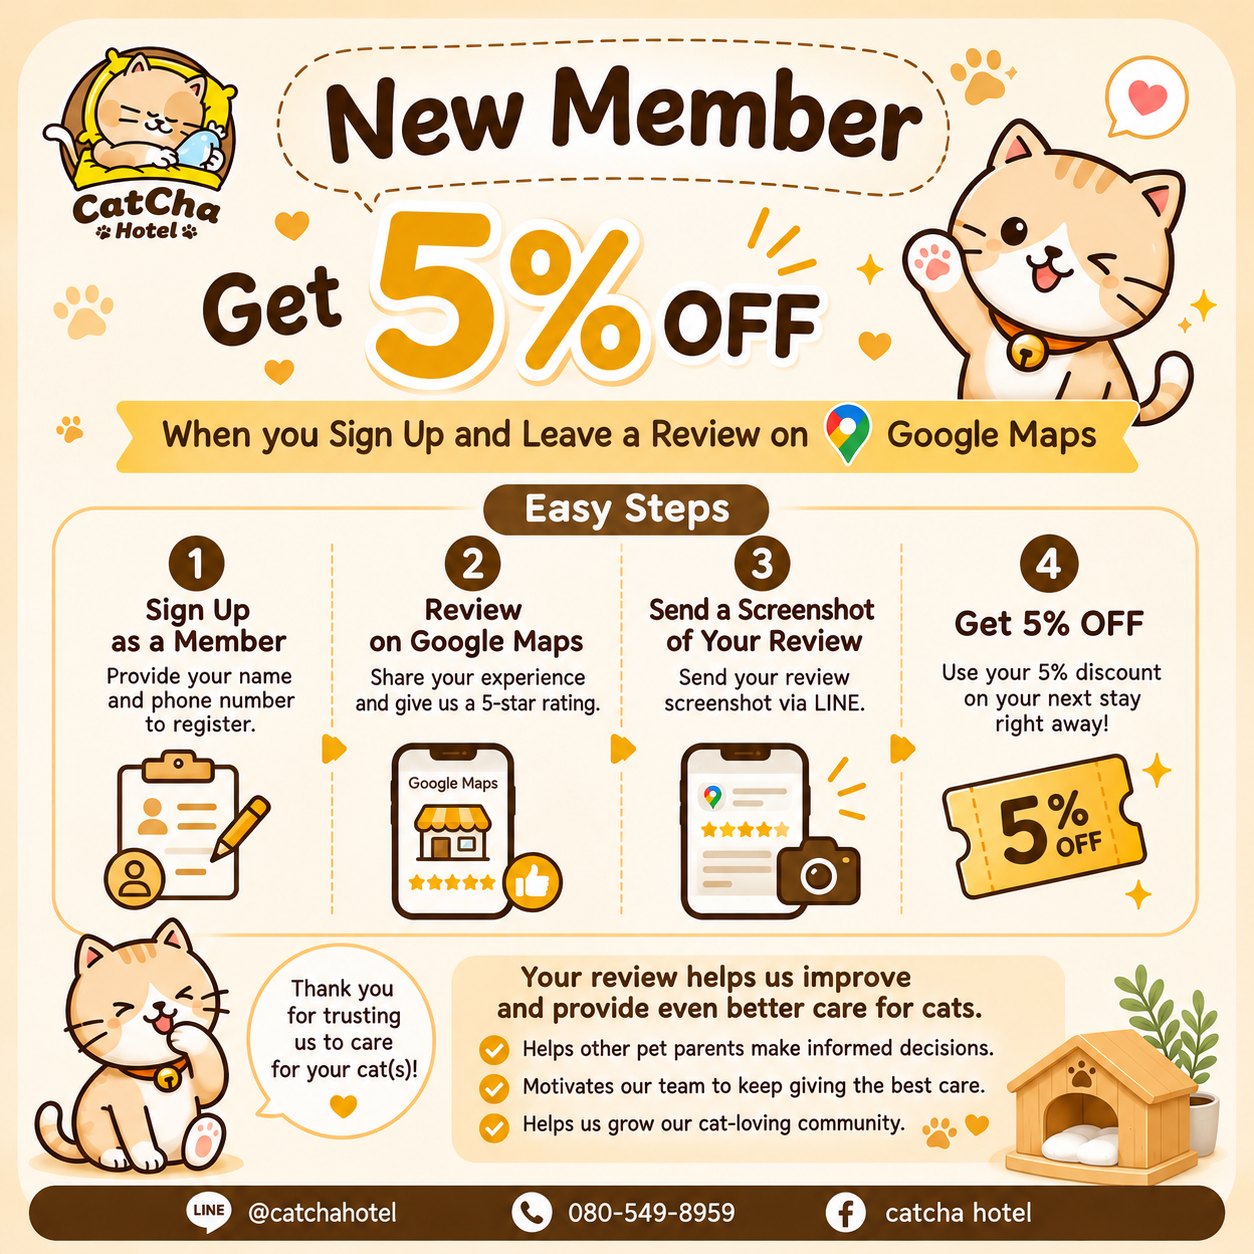 CatCha
Hotel
New Member
Get 5% OFF
When you Sign Up and Leave a Review on Google Maps
Easy Steps
1
Sign Up
as a Member
Provide your name
and phone number
to register.
2
Review
on Google Maps
Share your experience
and give us a 5-star rating.
Google Maps
3
Send a Screenshot
of Your Review
Send your review
screenshot via LINE.
4
Get 5% OFF
Use your 5% discount
on your next stay
right away!
5%
OFF
Thank you
for trusting
us to care
for your cat(s)!
Your review helps us improve
and provide even better care for cats.
Helps other pet parents make informed decisions.
Motivates our team to keep giving the best care.
Helps us grow our cat-loving community.
LINE @catchahotel
080-549-8959
f catcha hotel